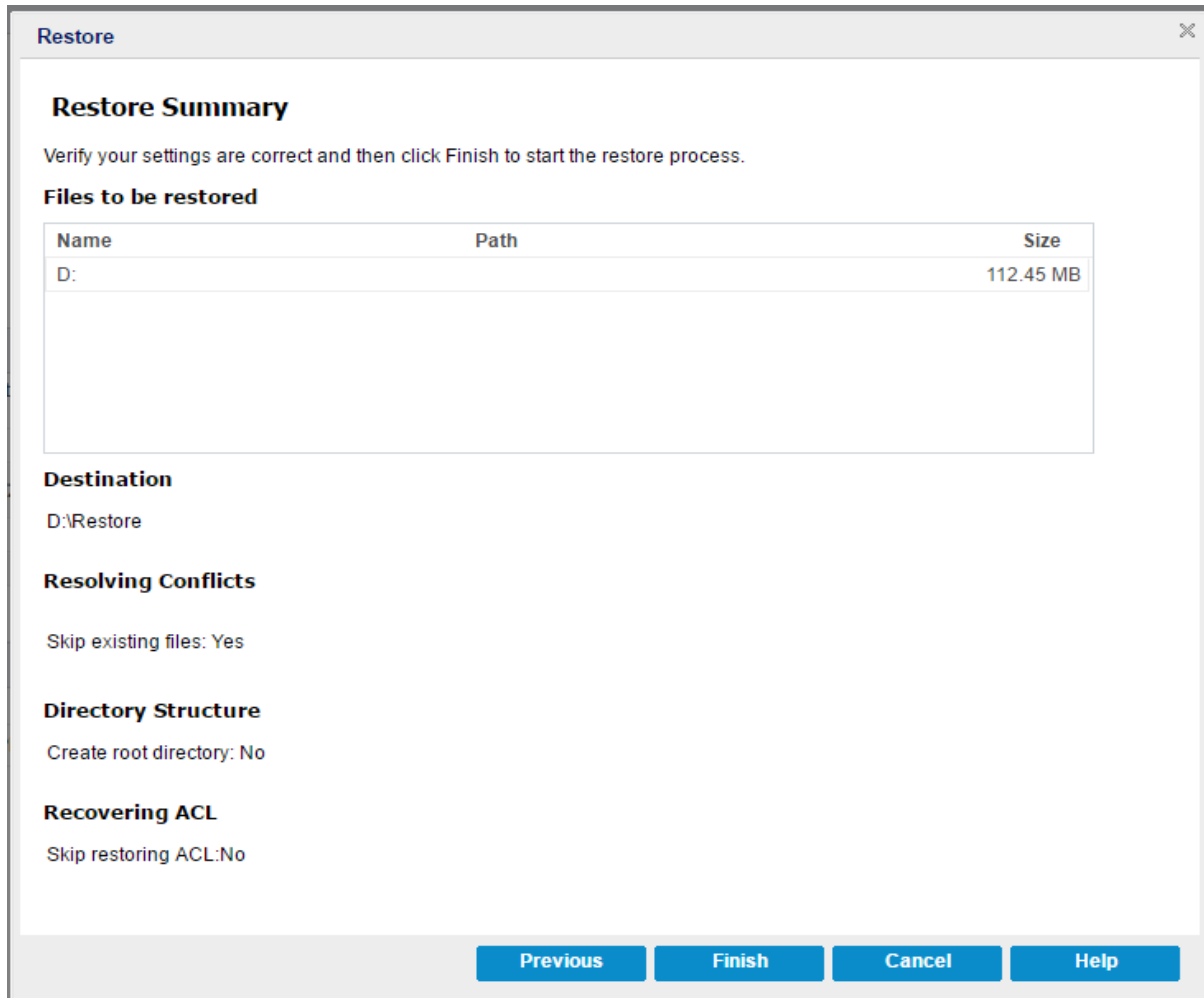 Restore
Restore Summary
Verify your settings are correct and then click Finish to start the restore process.
Files to be restored
Name Path Size
D: 112.45 MB
Destination
D:\Restore
Resolving Conflicts
Skip existing files: Yes
Directory Structure
Create root directory: No
Recovering ACL
Skip restoring ACL:No
Previous Finish Cancel Help